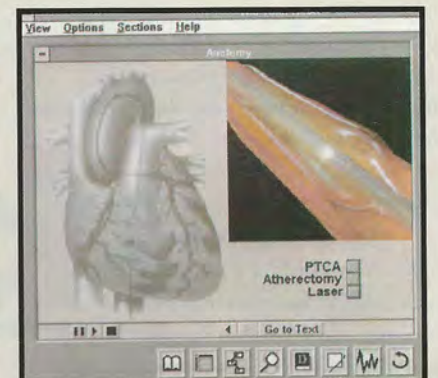 View Options Sections Help
Anatomy
PTCA
Atherectomy
Laser
Go to Text